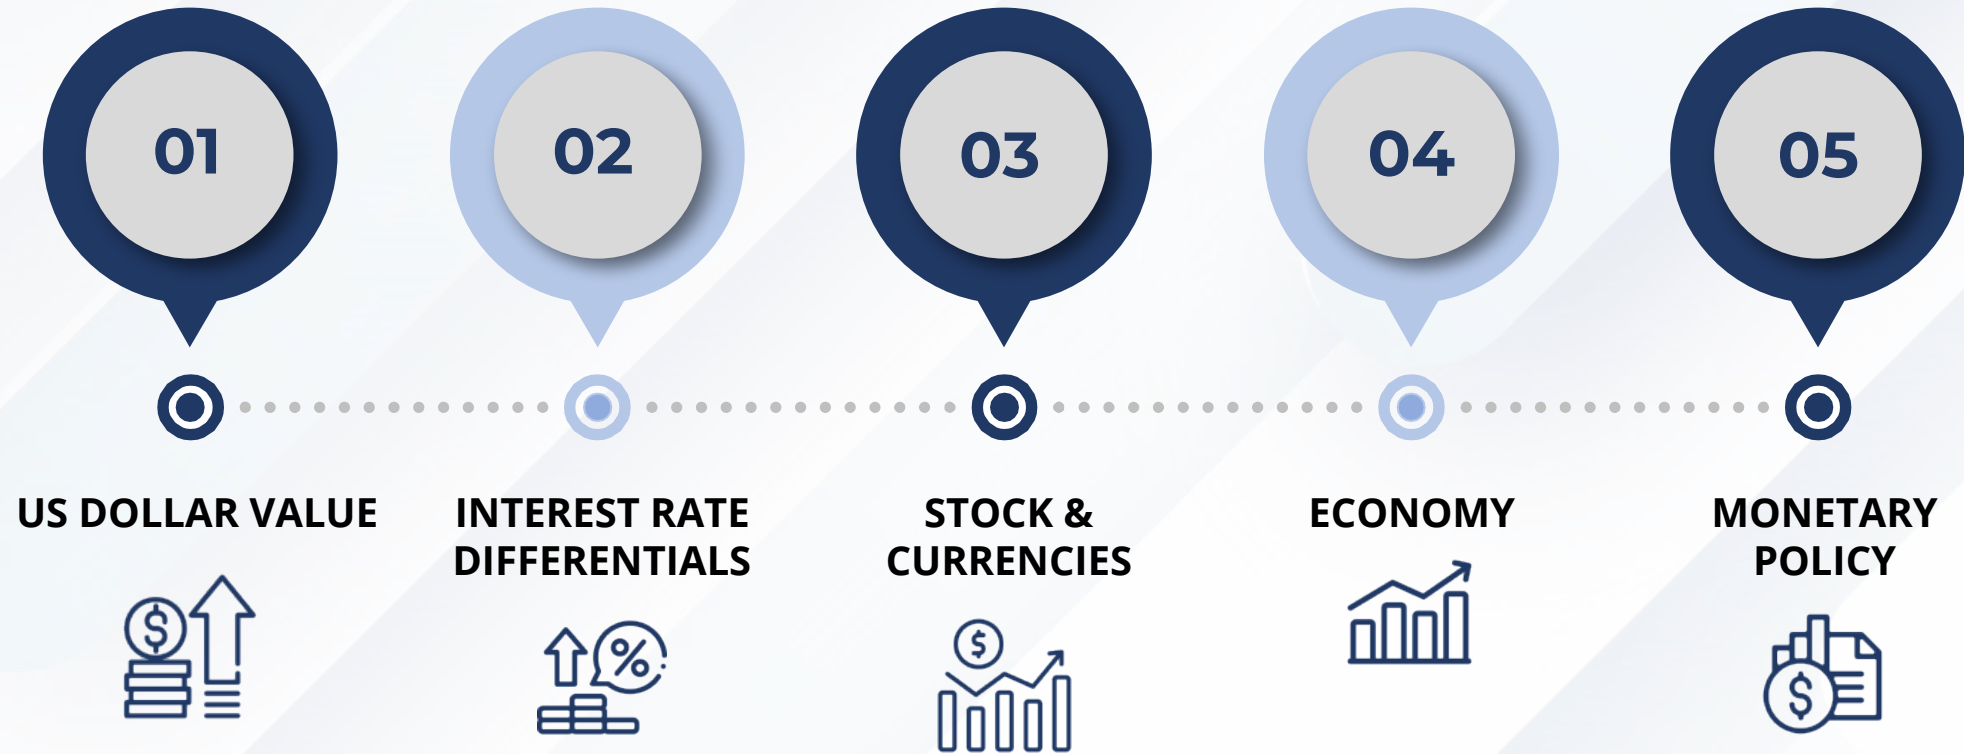 01
02
03
04
05
US DOLLAR VALUE
INTEREST RATE
DIFFERENTIALS
STOCK &
CURRENCIES
ECONOMY
MONETARY
POLICY
$
%
$
$